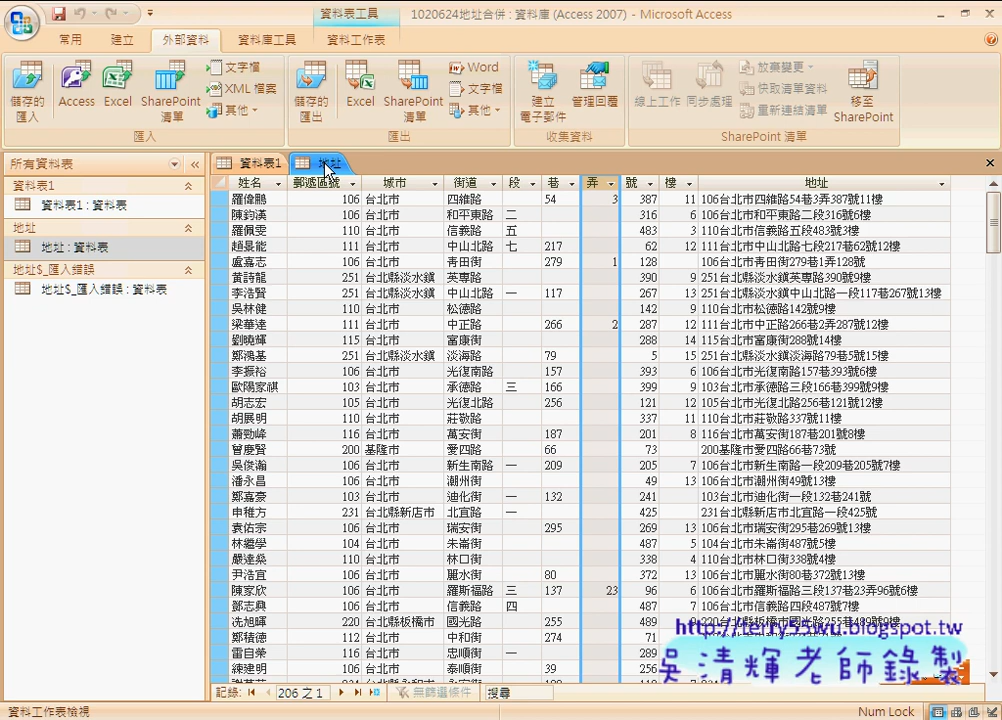 資料表工具
1020624地址合併 : 資料庫 (Access 2007) - Microsoft Access
常用 建立 外部資料 資料庫工具 資料工作表
儲存的匯入 Access Excel SharePoint 清單 文字檔 XML 檔案 其他
儲存的匯出 Excel SharePoint 清單 Word 文字檔 其他
建立電子郵件 管理回覆
線上工作 同步處理 放棄變更 快取清單資料 重新連結清單 移至 SharePoint
匯入 匯出 收集資料 SharePoint 清單
所有資料表
資料表1
資料表1 : 資料表
地址
地址 : 資料表
地址$_匯入錯誤
地址$_匯入錯誤 : 資料表
資料表1 地址
姓名 郵遞區號 城市 街道 段 巷 弄 號 樓 地址
羅偉鵬 106 台北市 四維路 54 3 387 11 106台北市四維路54巷3弄387號11樓
陳鈞漢 106 台北市 和平東路 二 316 6 106台北市和平東路二段316號6樓
羅佩雯 110 台北市 信義路 五 483 3 110台北市信義路五段483號3樓
趙景能 111 台北市 中山北路 七 217 62 12 111台北市中山北路七段217巷62號12樓
盧嘉志 106 台北市 青田街 279 1 128 106台北市青田街279巷1弄128號
黃詩龍 251 台北縣淡水鎮 英專路 390 9 251台北縣淡水鎮英專路390號9樓
李浩賢 251 台北縣淡水鎮 中山北路 一 117 267 13 251台北縣淡水鎮中山北路一段117巷267號13樓
吳林健 110 台北市 松德路 142 9 110台北市松德路142號9樓
梁華達 111 台北市 中正路 266 2 287 12 111台北市中正路266巷2弄287號12樓
劉曉輝 115 台北市 富康街 288 14 115台北市富康街288號14樓
鄭鴻基 251 台北縣淡水鎮 淡海路 79 5 15 251台北縣淡水鎮淡海路79巷5號15樓
李振裕 106 台北市 光復南路 157 393 6 106台北市光復南路157巷393號6樓
歐陽家祺 103 台北市 承德路 三 166 399 9 103台北市承德路三段166巷399號9樓
胡志宏 105 台北市 光復北路 256 121 12 105台北市光復北路256巷121號12樓
胡展明 110 台北市 莊敬路 337 11 110台北市莊敬路337號11樓
蕭勁峰 116 台北市 萬安街 187 201 8 116台北市萬安街187巷201號8樓
曾慶賢 200 基隆市 愛四路 66 73 200基隆市愛四路66巷73號
吳俊瀚 106 台北市 新生南路 一 209 205 7 106台北市新生南路一段209巷205號7樓
潘永昌 106 台北市 潮州街 49 13 106台北市潮州街49號13樓
鄭嘉豪 103 台北市 迪化街 一 132 241 103台北市迪化街一段132巷241號
申稚方 231 台北縣新店市 北宜路 一 425 231台北縣新店市北宜路一段425號
袁佑宗 106 台北市 瑞安街 295 269 13 106台北市瑞安街295巷269號13樓
林繼學 104 台北市 朱崙街 487 5 104台北市朱崙街487號5樓
嚴達燊 110 台北市 林口街 338 4 110台北市林口街338號4樓
尹浩宜 106 台北市 麗水街 80 372 13 106台北市麗水街80巷372號13樓
陳家欣 106 台北市 羅斯福路 三 137 23 96 6 106台北市羅斯福路三段137巷23弄96號6樓
鄧志興 106 台北市 信義路 四 487 7 106台北市信義路四段487號7樓
冼旭暉 220 台北縣板橋市 國光路 255 489
鄭積德 112 台北市 中和街 274 71
雷自榮 116 台北市 忠順街 一 289
練建明 106 台北市 泰順街 39 256
http://terry55wu.blogspot.tw
吳清輝老師錄製
記錄: 206 之 1 無篩選條件 搜尋
資料工作表檢視 Num Lock